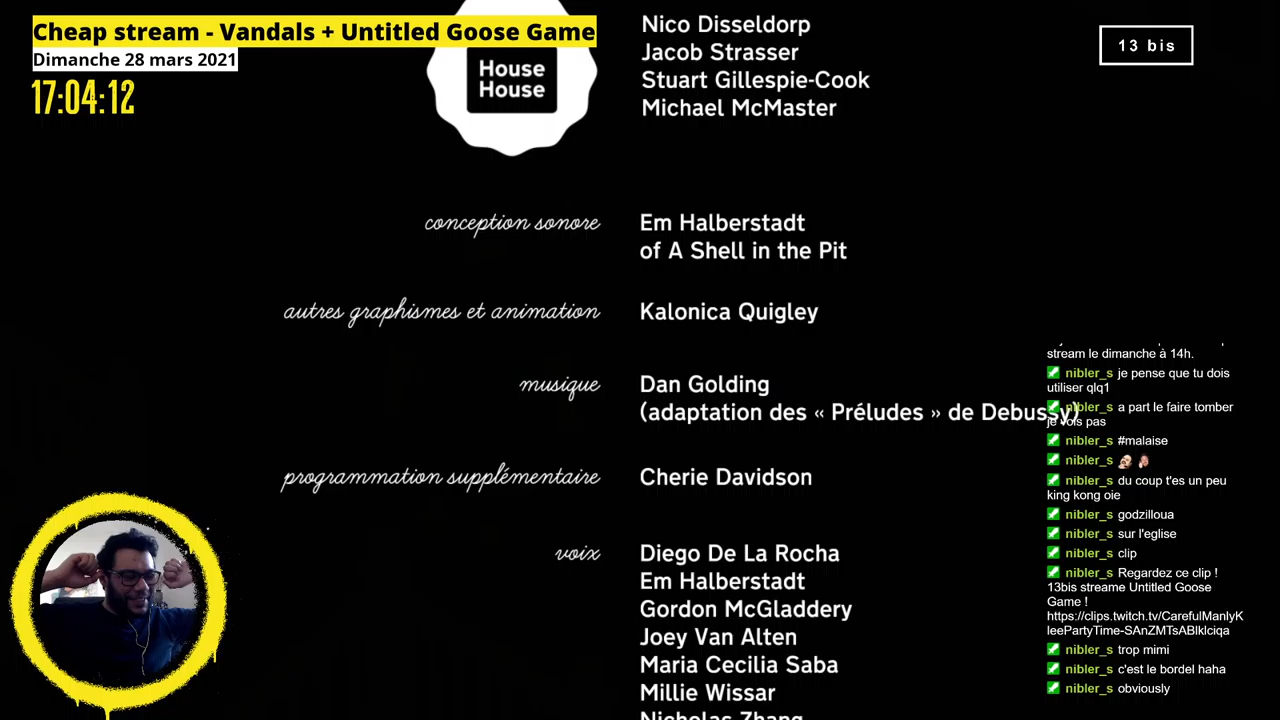 Cheap stream - Vandals + Untitled Goose Game
Dimanche 28 mars 2021
17:04:12
13 bis
House
House
Nico Disseldorp
Jacob Strasser
Stuart Gillespie-Cook
Michael McMaster
conception sonore
Em Halberstadt
of A Shell in the Pit
autres graphismes et animation
Kalonica Quigley
musique
Dan Golding
(adaptation des « Préludes » de Debussy)
programmation supplémentaire
Cherie Davidson
voix
Diego De La Rocha
Em Halberstadt
Gordon McGladdery
Joey Van Alten
Maria Cecilia Saba
Millie Wissar
Nicholas Zhang
stream le dimanche à 14h.
nibler_s je pense que tu dois
utiliser qlq1
nibler_s a part le faire tomber
je vois pas
nibler_s #malaise
nibler_s
nibler_s du coup t'es un peu
king kong oie
nibler_s godzilloua
nibler_s sur l'eglise
nibler_s clip
nibler_s Regardez ce clip !
13bis streame Untitled Goose
Game !
https://clips.twitch.tv/CarefulManlyK
leePartyTime-SAnZMTsABlklciqa
nibler_s trop mimi
nibler_s c'est le bordel haha
nibler_s obviously